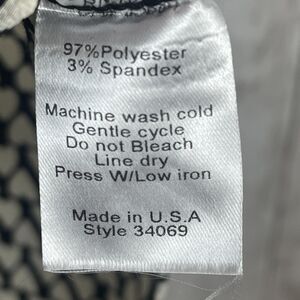 97%Polyester
3% Spandex
Machine wash cold
Gentle cycle
Do not Bleach
Line dry
Press W/Low iron
Made in U.S.A
Style 34069